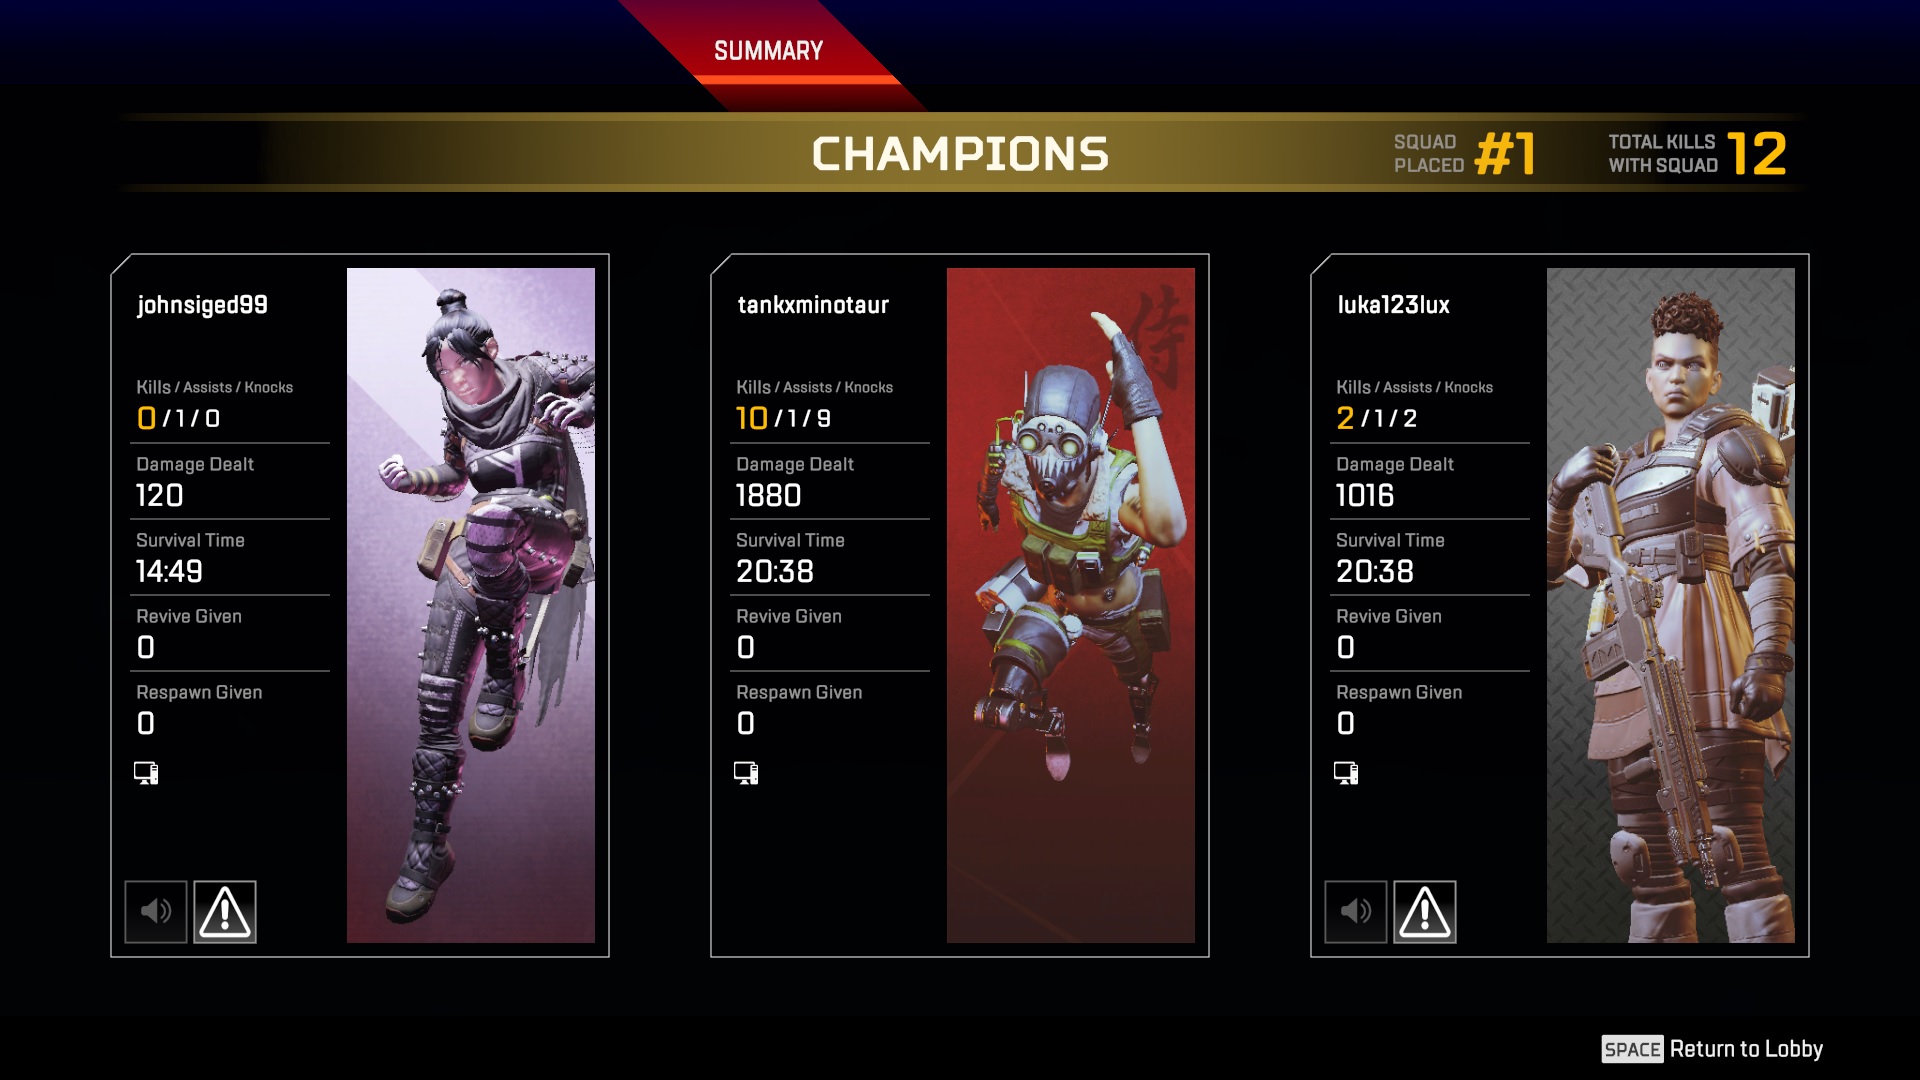 SUMMARY
CHAMPIONS
SQUAD PLACED #1
TOTAL KILLS WITH SQUAD 12
johnsiged99
Kills / Assists / Knocks
0 / 1 / 0
Damage Dealt
120
Survival Time
14:49
Revive Given
0
Respawn Given
0
tankxminotaur
Kills / Assists / Knocks
10 / 1 / 9
Damage Dealt
1880
Survival Time
20:38
Revive Given
0
Respawn Given
0
侍
luka123lux
Kills / Assists / Knocks
2 / 1 / 2
Damage Dealt
1016
Survival Time
20:38
Revive Given
0
Respawn Given
0
SPACE Return to Lobby